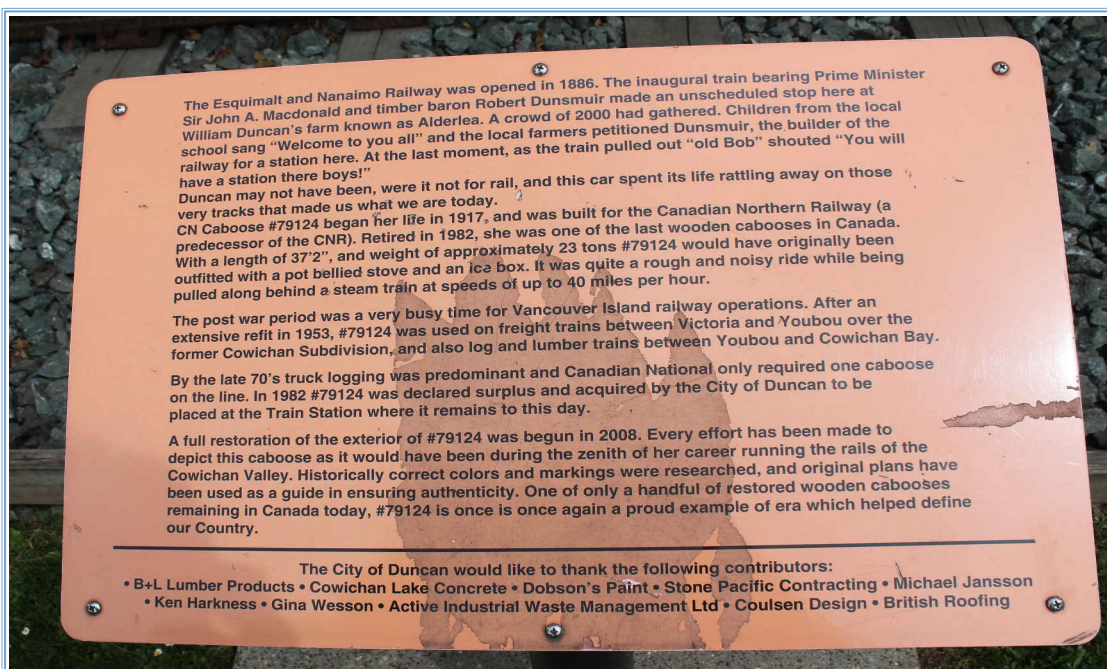 The Esquimalt and Nanaimo Railway was opened in 1886. The inaugural train bearing Prime Minister
Sir John A. Macdonald and timber baron Robert Dunsmuir made an unscheduled stop here at
William Duncan's farm known as Alderlea. A crowd of 2000 had gathered. Children from the local
school sang "Welcome to you all" and the local farmers petitioned Dunsmuir, the builder of the
railway for a station here. At the last moment, as the train pulled out "old Bob" shouted "You will
have a station there boys!"
Duncan may not have been, were it not for rail, and this car spent its life rattling away on those
very tracks that made us what we are today.
CN Caboose #79124 began her life in 1917, and was built for the Canadian Northern Railway (a
predecessor of the CNR). Retired in 1982, she was one of the last wooden cabooses in Canada.
With a length of 37'2", and weight of approximately 23 tons #79124 would have originally been
outfitted with a pot bellied stove and an ice box. It was quite a rough and noisy ride while being
pulled along behind a steam train at speeds of up to 40 miles per hour.
The post war period was a very busy time for Vancouver Island railway operations. After an
extensive refit in 1953, #79124 was used on freight trains between Victoria and Youbou over the
former Cowichan Subdivision, and also log and lumber trains between Youbou and Cowichan Bay.
By the late 70's truck logging was predominant and Canadian National only required one caboose
on the line. In 1982 #79124 was declared surplus and acquired by the City of Duncan to be
placed at the Train Station where it remains to this day.
A full restoration of the exterior of #79124 was begun in 2008. Every effort has been made to
depict this caboose as it would have been during the zenith of her career running the rails of the
Cowichan Valley. Historically correct colors and markings were researched, and original plans have
been used as a guide in ensuring authenticity. One of only a handful of restored wooden cabooses
remaining in Canada today, #79124 is once is once again a proud example of era which helped define
our Country.
The City of Duncan would like to thank the following contributors:
• B+L Lumber Products • Cowichan Lake Concrete • Dobson's Paint • Stone Pacific Contracting • Michael Jansson
• Ken Harkness • Gina Wesson • Active Industrial Waste Management Ltd • Coulsen Design • British Roofing